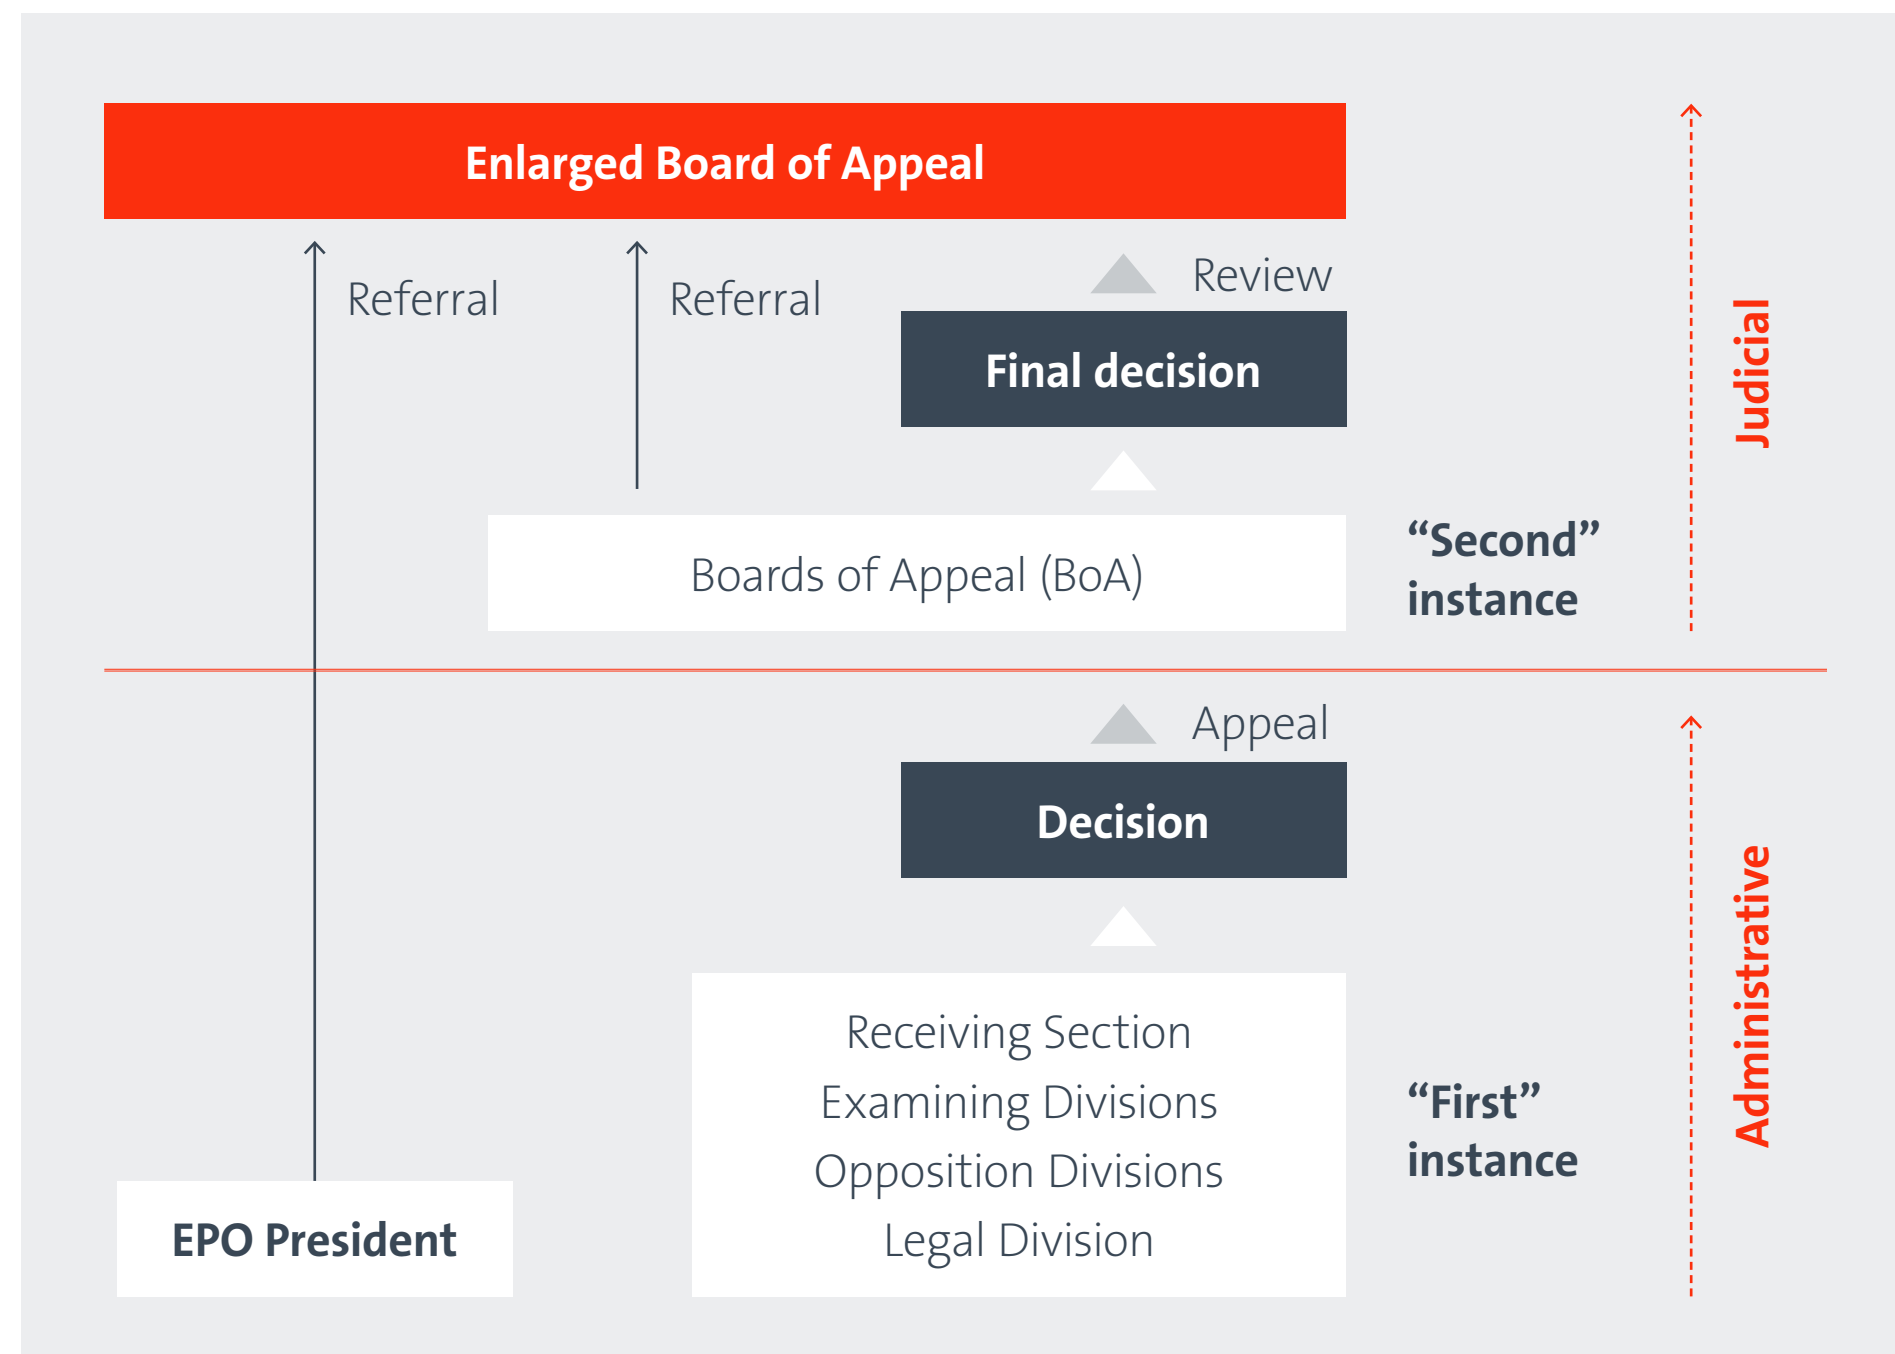 Enlarged Board of Appeal
Referral
Referral
Review
Final decision
Judicial
Boards of Appeal (BoA)
“Second”
instance
Appeal
Decision
Administrative
Receiving Section
Examining Divisions
Opposition Divisions
Legal Division
“First”
instance
EPO President